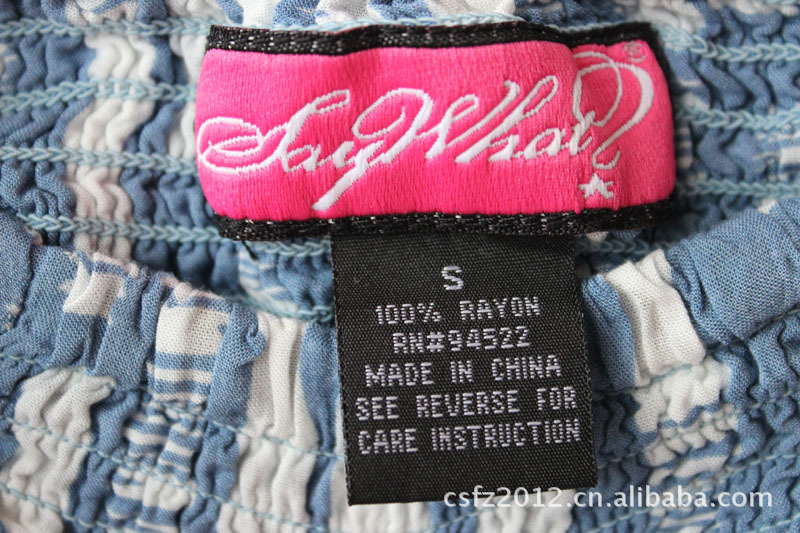 Say What?
®
S
100% RAYON
RN#94522
MADE IN CHINA
SEE REVERSE FOR
CARE INSTRUCTION
csfz2012.cn.alibaba.com